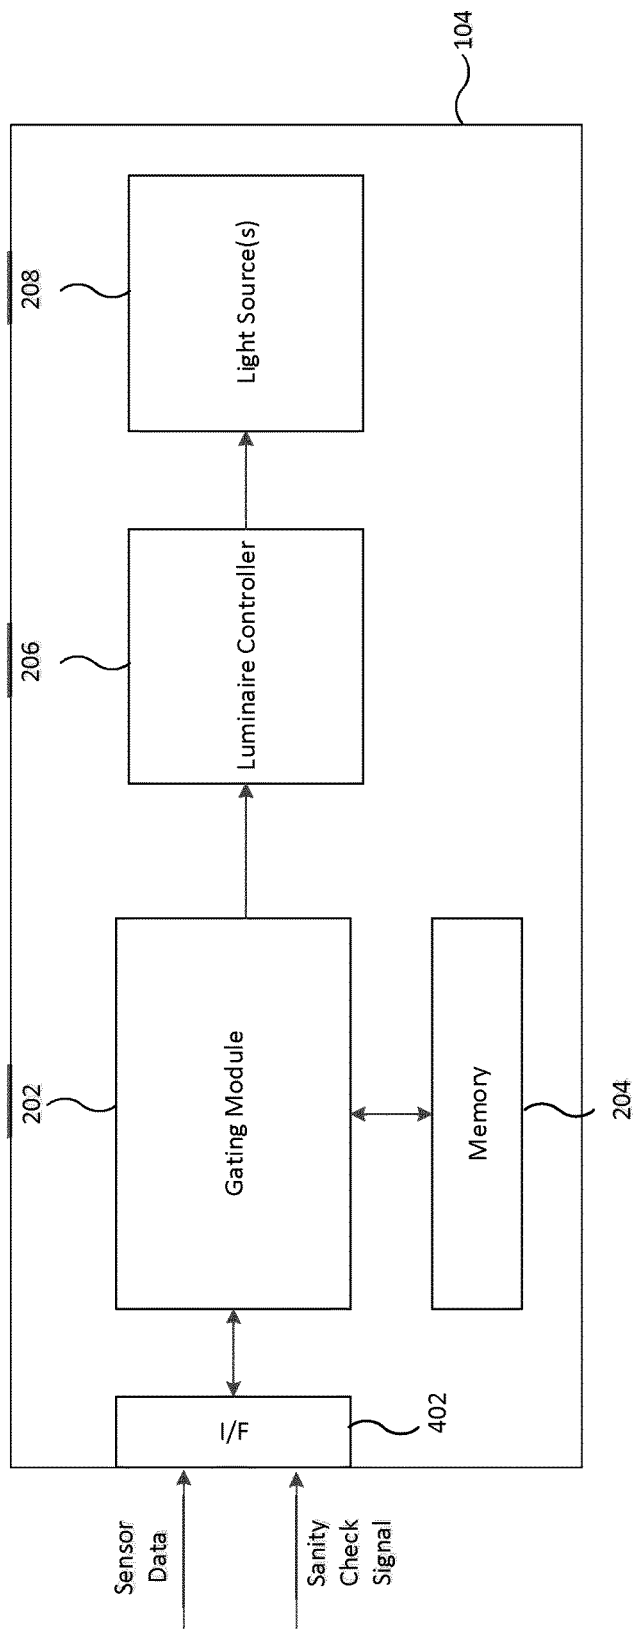 104
208
206
202
Light Source(s)
Luminaire Controller
Gating Module
Memory
204
I/F
402
Sensor
Data
Sanity
Check
Signal